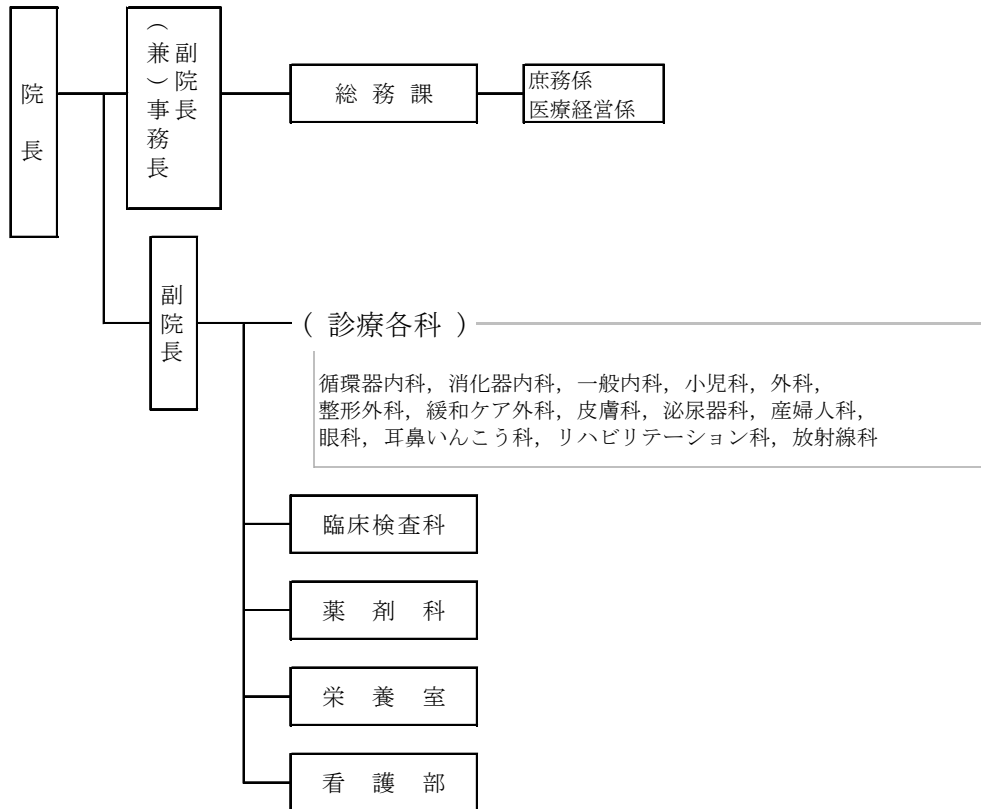 院長
副院長
（兼）事務長
総務課
庶務係
医療経営係
副院長
（診療各科）
循環器内科，消化器内科，一般内科，小児科，外科，
整形外科，緩和ケア外科，皮膚科，泌尿器科，産婦人科，
眼科，耳鼻いんこう科，リハビリテーション科，放射線科
臨床検査科
薬剤科
栄養室
看護部